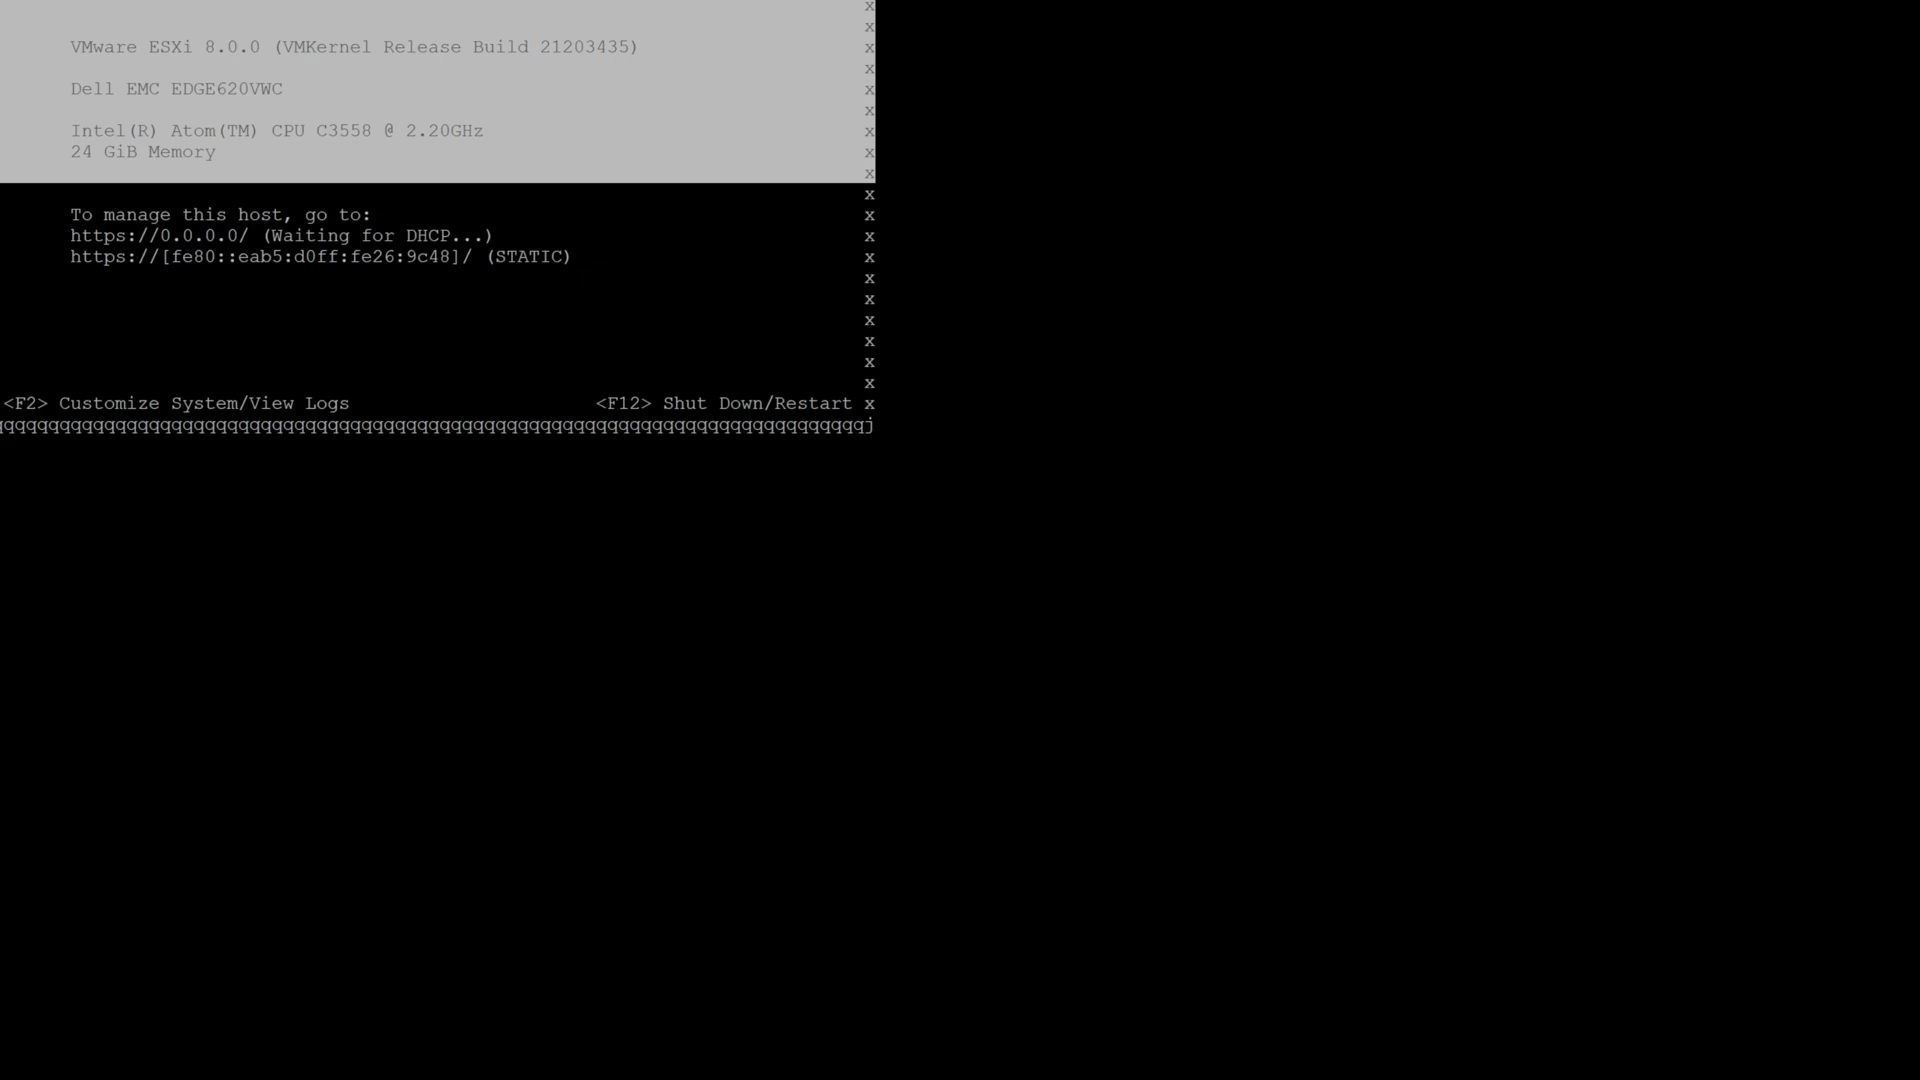 x
x
VMware ESXi 8.0.0 (VMKernel Release Build 21203435) x
x
Dell EMC EDGE620VWC x
x
Intel(R) Atom(TM) CPU C3558 @ 2.20GHz x
24 GiB Memory x
x
x
To manage this host, go to: x
https://0.0.0.0/ (Waiting for DHCP...) x
https://[fe80::eab5:d0ff:fe26:9c48]/ (STATIC) x
x
x
x
x
x
x
<F2> Customize System/View Logs <F12> Shut Down/Restart x
qqqqqqqqqqqqqqqqqqqqqqqqqqqqqqqqqqqqqqqqqqqqqqqqqqqqqqqqqqqqqqqqqqqqqqqqqqqqqqj